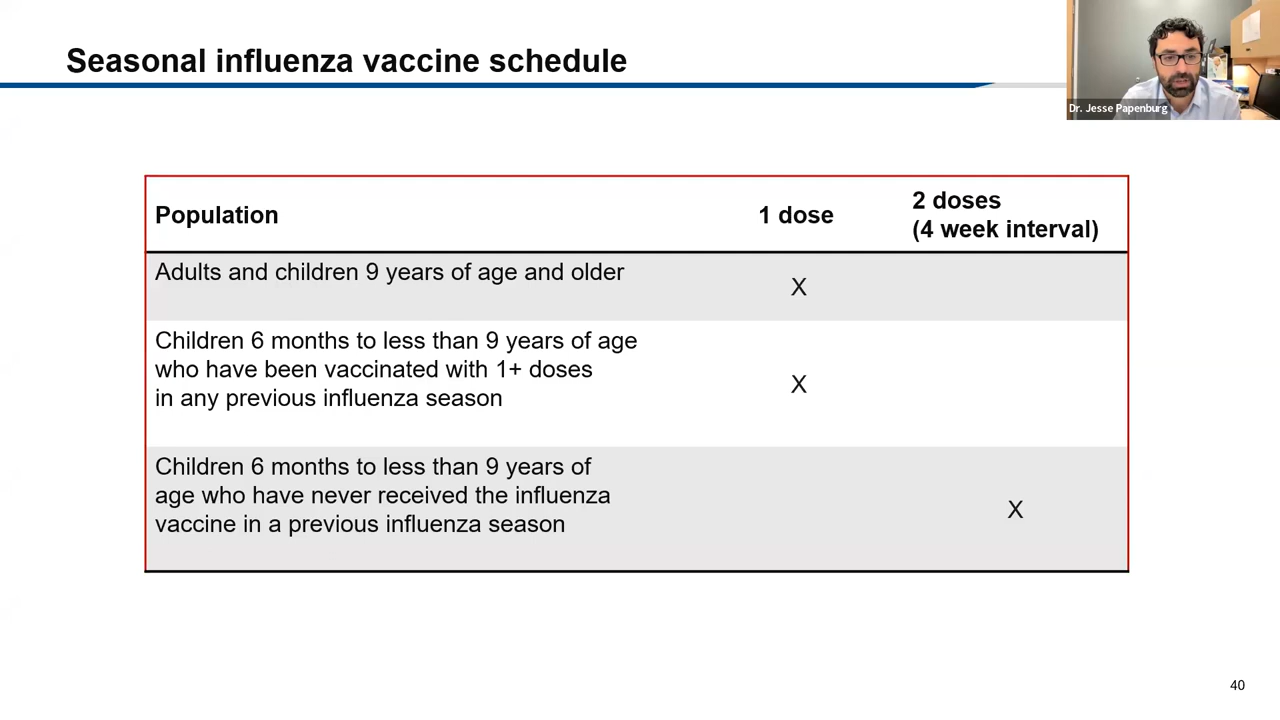 Seasonal influenza vaccine schedule
Dr. Jesse Papenburg
Population
1 dose
2 doses
(4 week interval)
Adults and children 9 years of age and older
X
Children 6 months to less than 9 years of age
who have been vaccinated with 1+ doses
in any previous influenza season
X
Children 6 months to less than 9 years of
age who have never received the influenza
vaccine in a previous influenza season
X
40